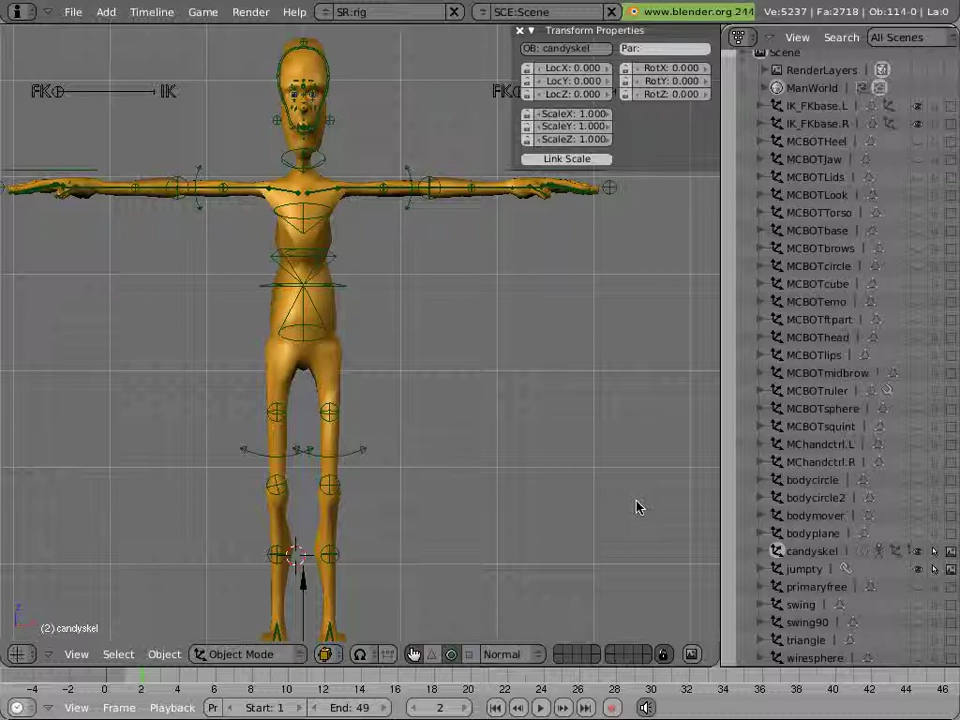 File Add Timeline Game Render Help SR:rig SCE:Scene www.blender.org 244 Ve:5237 | Fa:2718 | Ob:114-0 | La:0
Transform Properties
OB: candyskel Par:
LocX: 0.000 RotX: 0.000
LocY: 0.000 RotY: 0.000
LocZ: 0.000 RotZ: 0.000
ScaleX: 1.000
ScaleY: 1.000
ScaleZ: 1.000
Link Scale
FK IK
FK
View Search All Scenes
Scene
RenderLayers |
ManWorld |
IK_FKbase.L |
IK_FKbase.R |
MCBOTHeel |
MCBOTJaw |
MCBOTLids |
MCBOTLook |
MCBOTTorso |
MCBOTbase |
MCBOTbrows |
MCBOTcircle |
MCBOTcube |
MCBOTemo |
MCBOTftpart |
MCBOThead |
MCBOTlips |
MCBOTmidbrow |
MCBOTruler |
MCBOTsphere |
MCBOTsquint |
MChandctrl.L |
MChandctrl.R |
bodycircle |
bodycircle2 |
bodymover |
bodyplane |
candyskel |
jumpty |
primaryfree |
swing |
swing90 |
triangle |
wiresphere |
z
x
(2) candyskel
View Select Object Object Mode Normal
-4 -2 0 2 4 6 8 10 12 14 16 18 20 22 24 26 28 30 32 34 36 38 40 42 44 46
View Frame Playback Pr Start: 1 End: 49 2